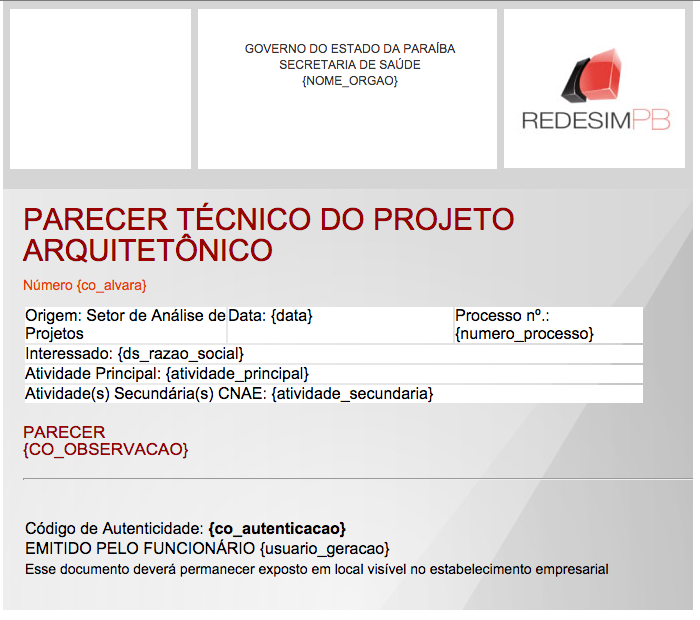 GOVERNO DO ESTADO DA PARAÍBA
SECRETARIA DE SAÚDE
{NOME_ORGAO}
REDESIMPB
PARECER TÉCNICO DO PROJETO
ARQUITETÔNICO
Número {co_alvara}
Origem: Setor de Análise de
Projetos
Data: {data}
Processo nº.:
{numero_processo}
Interessado: {ds_razao_social}
Atividade Principal: {atividade_principal}
Atividade(s) Secundária(s) CNAE: {atividade_secundaria}
PARECER
{CO_OBSERVACAO}
Código de Autenticidade: {co_autenticacao}
EMITIDO PELO FUNCIONÁRIO {usuario_geracao}
Esse documento deverá permanecer exposto em local visível no estabelecimento empresarial